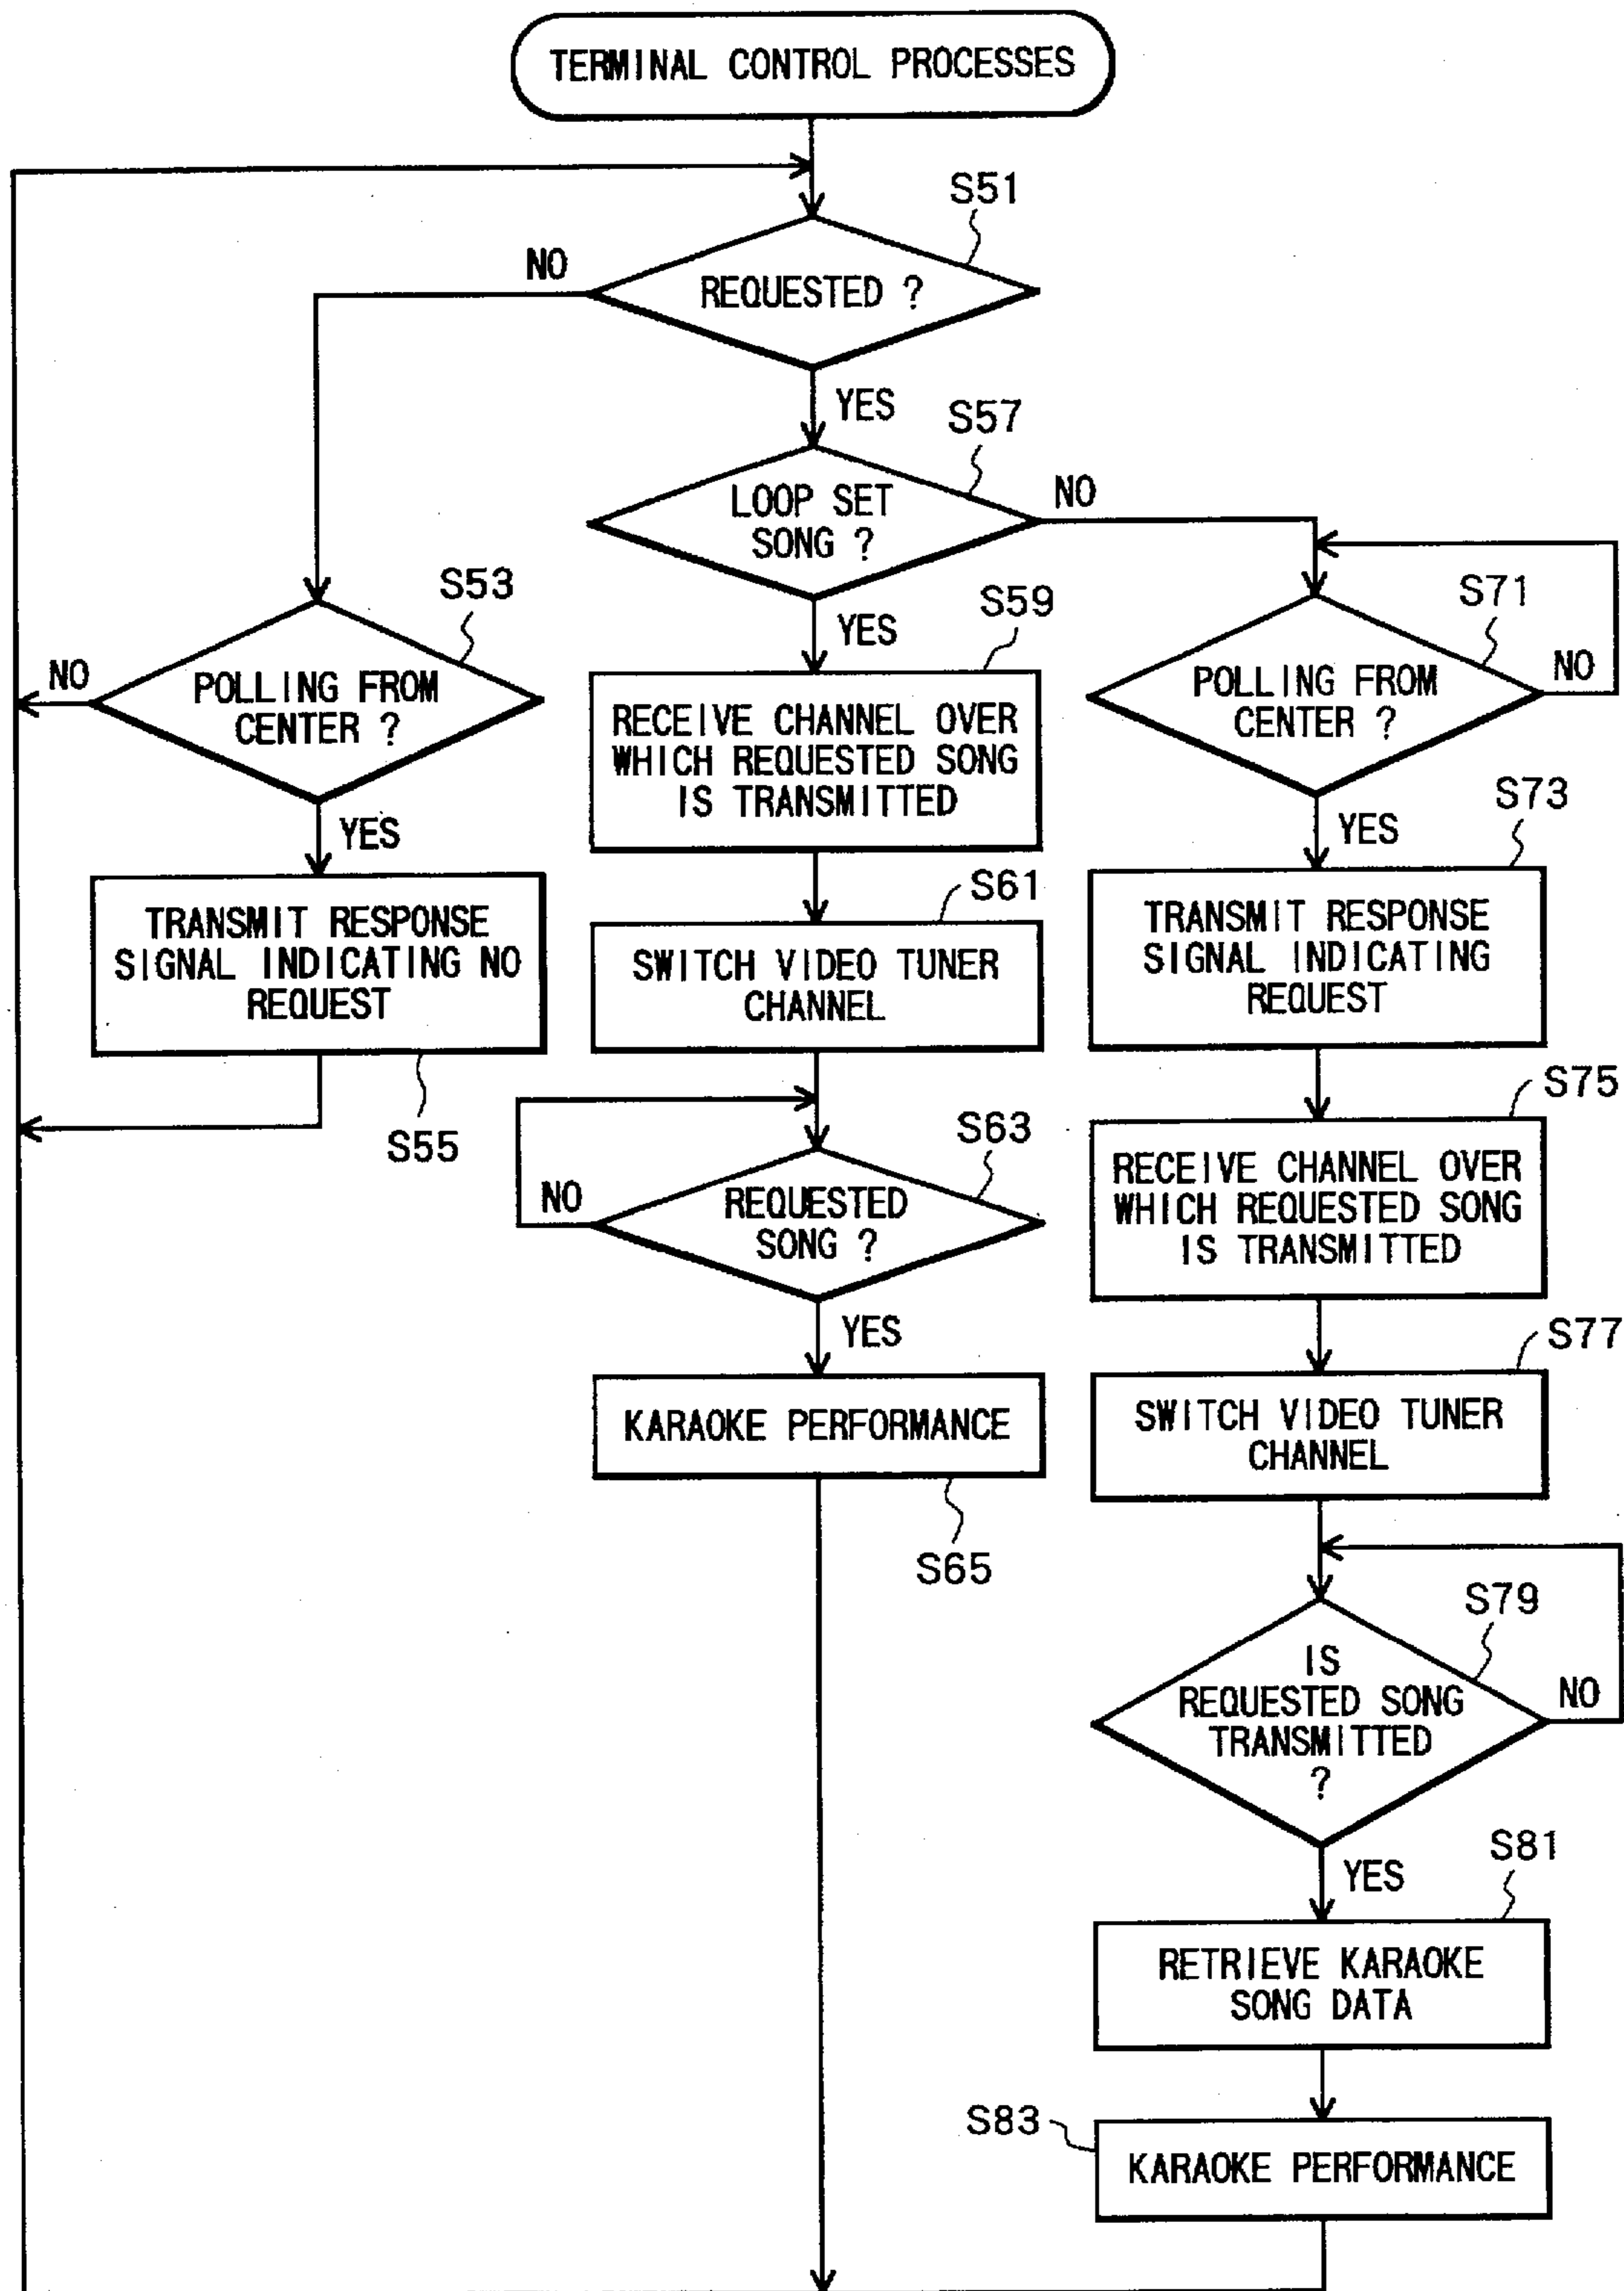 TERMINAL CONTROL PROCESSES
S51
NO
REQUESTED ?
YES
S57
LOOP SET
SONG ?
NO
YES
S53
NO
POLLING FROM
CENTER ?
YES
TRANSMIT RESPONSE
SIGNAL INDICATING NO
REQUEST
S55
S59
RECEIVE CHANNEL OVER
WHICH REQUESTED SONG
IS TRANSMITTED
S61
SWITCH VIDEO TUNER
CHANNEL
S63
NO
REQUESTED
SONG ?
YES
KARAOKE PERFORMANCE
S65
S71
POLLING FROM
CENTER ?
NO
YES
S73
TRANSMIT RESPONSE
SIGNAL INDICATING
REQUEST
S75
RECEIVE CHANNEL OVER
WHICH REQUESTED SONG
IS TRANSMITTED
S77
SWITCH VIDEO TUNER
CHANNEL
S79
IS
REQUESTED SONG
TRANSMITTED
?
NO
YES
S81
RETRIEVE KARAOKE
SONG DATA
S83
KARAOKE PERFORMANCE